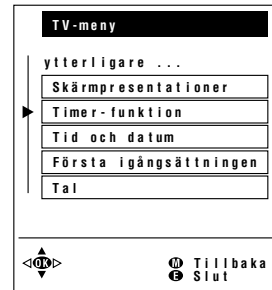 TV-meny
ytterligare ...
Skärmpresentationer
Timer-funktion
Tid och datum
Första igångsättningen
Tal
OK
M Tillbaka
E Slut